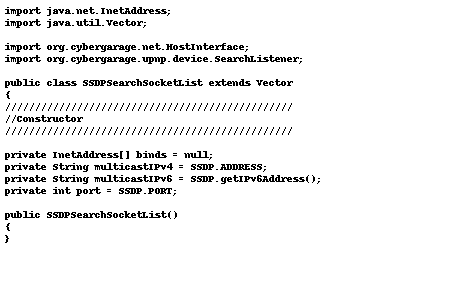 import java.net.InetAddress;
import java.util.Vector;
import org.cybergarage.net.HostInterface;
import org.cybergarage.upnp.device.SearchListener;
public class SSDPSearchSocketList extends Vector
{
////////////////////////////////////////////////
//Constructor
////////////////////////////////////////////////
private InetAddress[] binds = null;
private String multicastIPv4 = SSDP.ADDRESS;
private String multicastIPv6 = SSDP.getIPv6Address();
private int port = SSDP.PORT;
public SSDPSearchSocketList()
{
}